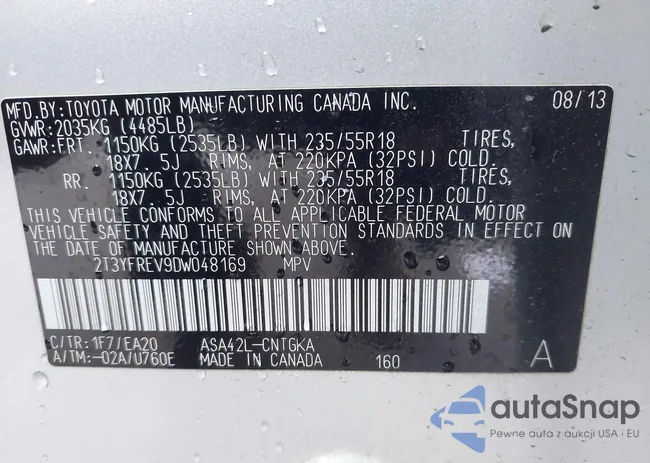 MFD.BY:TOYOTA MOTOR MANUFACTURING CANADA INC. 08/13
GVWR:2035KG (4485LB)
GAWR:FRT. 1150KG (2535LB) WITH 235/55R18 TIRES,
18X7. 5J RIMS, AT 220KPA (32PSI) COLD.
RR. 1150KG (2535LB) WITH 235/55R18 TIRES,
18X7. 5J RIMS, AT 220KPA (32PSI) COLD.
THIS VEHICLE CONFORMS TO ALL APPLICABLE FEDERAL MOTOR
VEHICLE SAFETY AND THEFT PREVENTION STANDARDS IN EFFECT ON
THE DATE OF MANUFACTURE SHOWN ABOVE.
2T3YFREV9DW048169 MPV
C/TR:1F7/EA20 ASA42L-CNTGKA
A/TM:-02A/U760E MADE IN CANADA 160 A
autoSnap
Pewne auta z aukcji USA i EU